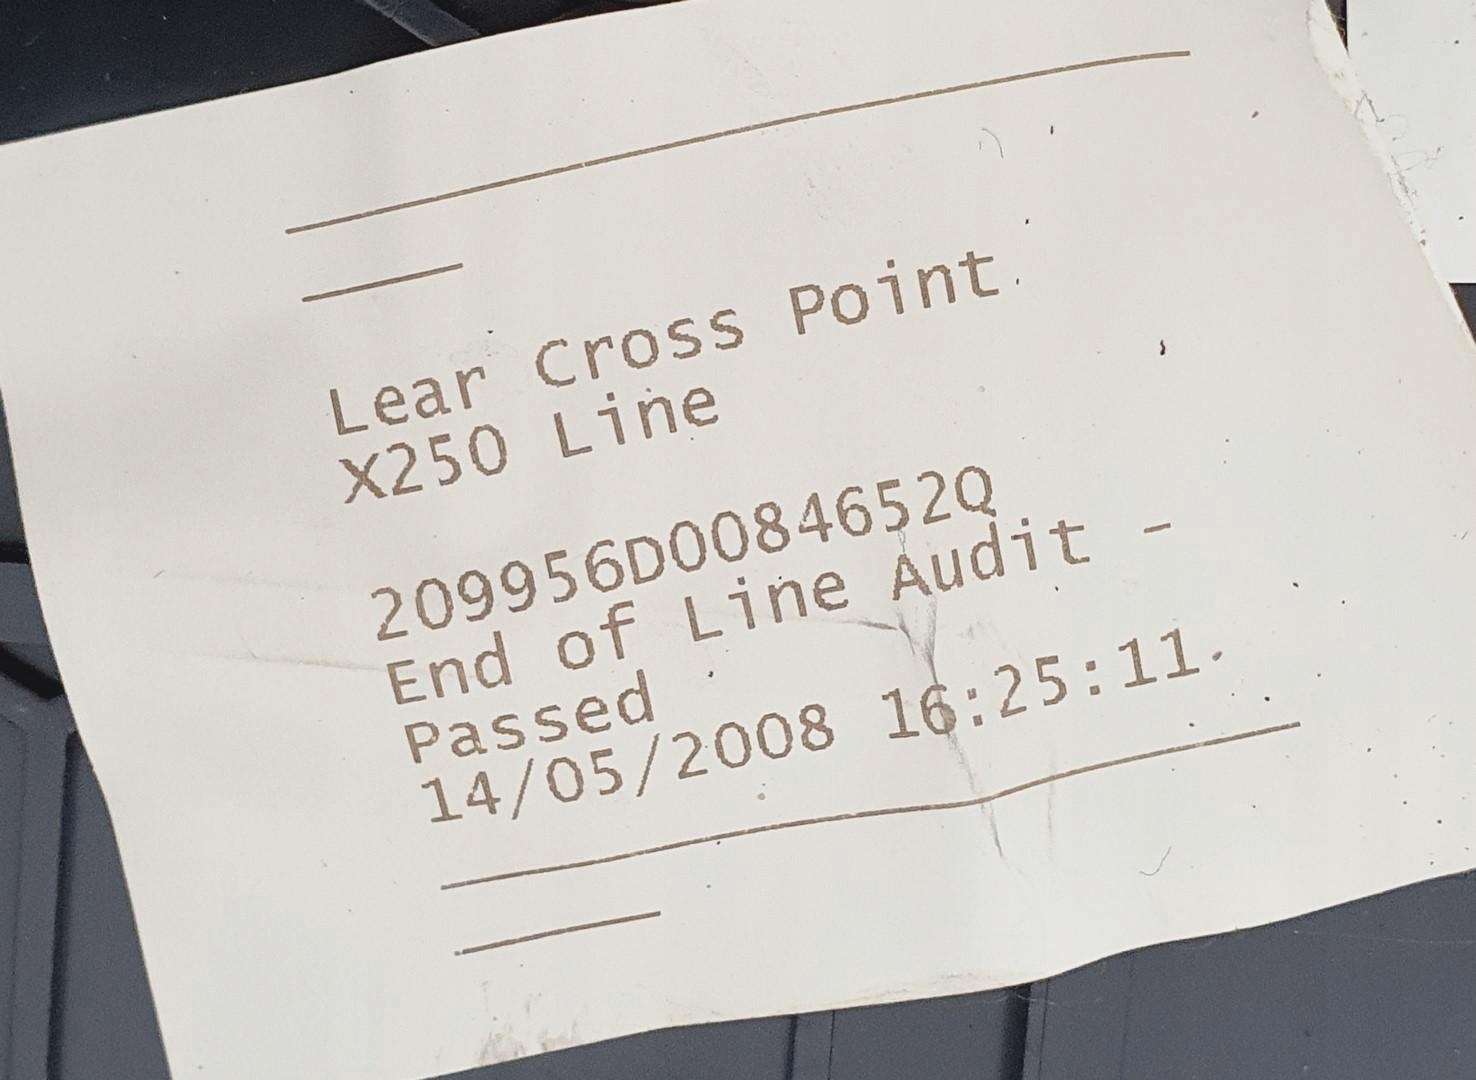 Lear Cross Point
X250 Line
209956D0084652Q
End of Line Audit -
Passed
14/05/2008 16:25:11